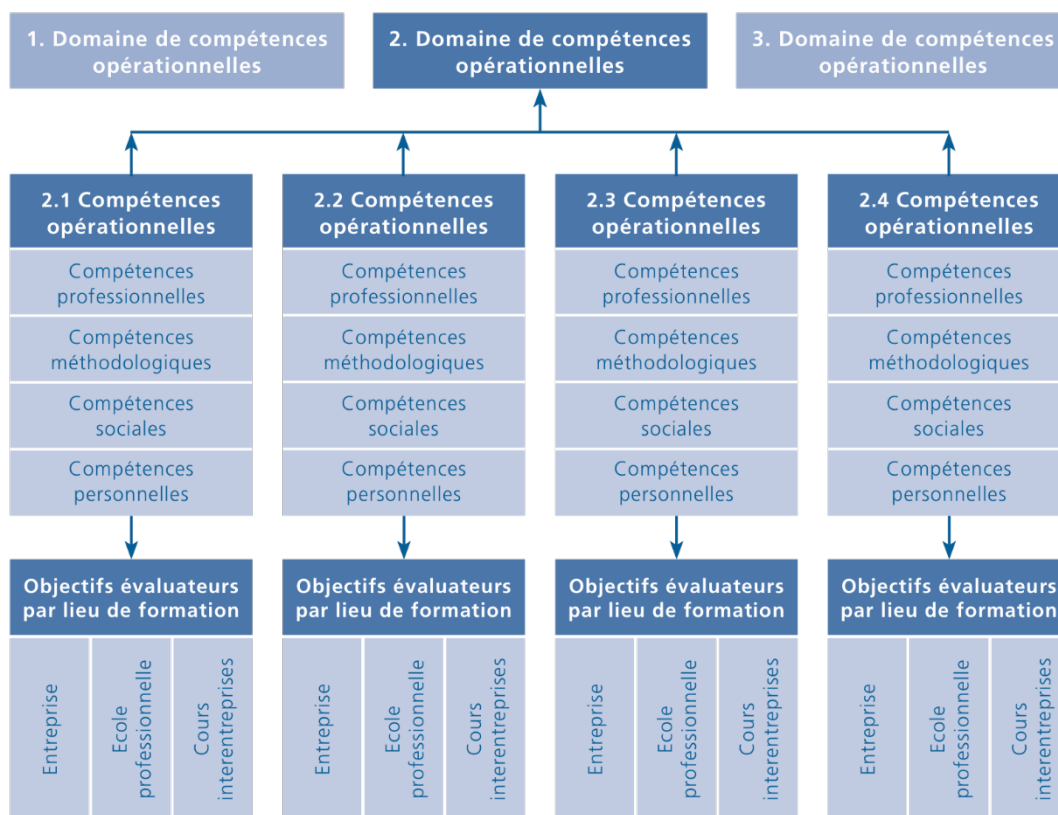 1. Domaine de compétences
opérationnelles
2. Domaine de compétences
opérationnelles
3. Domaine de compétences
opérationnelles
2.1 Compétences
opérationnelles
2.2 Compétences
opérationnelles
2.3 Compétences
opérationnelles
2.4 Compétences
opérationnelles
Compétences
professionnelles
Compétences
professionnelles
Compétences
professionnelles
Compétences
professionnelles
Compétences
méthodologiques
Compétences
méthodologiques
Compétences
méthodologiques
Compétences
méthodologiques
Compétences
sociales
Compétences
sociales
Compétences
sociales
Compétences
sociales
Compétences
personnelles
Compétences
personnelles
Compétences
personnelles
Compétences
personnelles
Objectifs évaluateurs
par lieu de formation
Objectifs évaluateurs
par lieu de formation
Objectifs évaluateurs
par lieu de formation
Objectifs évaluateurs
par lieu de formation
Entreprise
Ecole
professionnelle
Cours
interentreprises
Entreprise
Ecole
professionnelle
Cours
interentreprises
Entreprise
Ecole
professionnelle
Cours
interentreprises
Entreprise
Ecole
professionnelle
Cours
interentreprises